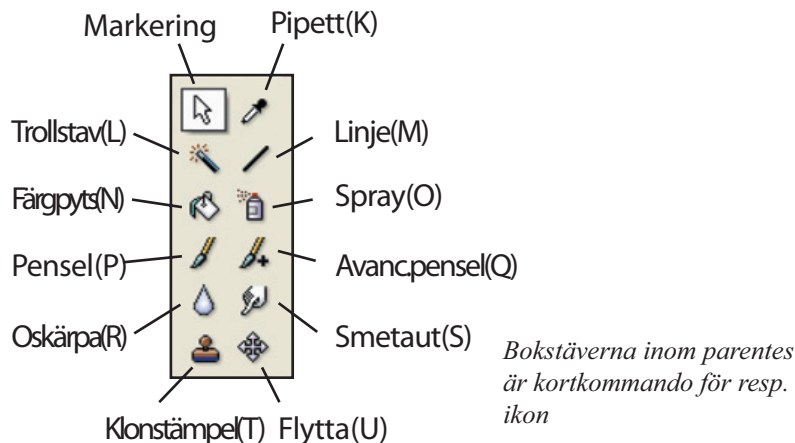 Markering
Pipett(K)
Trollstav(L)
Linje(M)
Färgpyts(N)
Spray(O)
Pensel(P)
Avanc.pensel(Q)
Oskärpa(R)
Smetaut(S)
Klonstämpel(T)
Flytta(U)
Bokstäverna inom parentes
är kortkommando för resp.
ikon